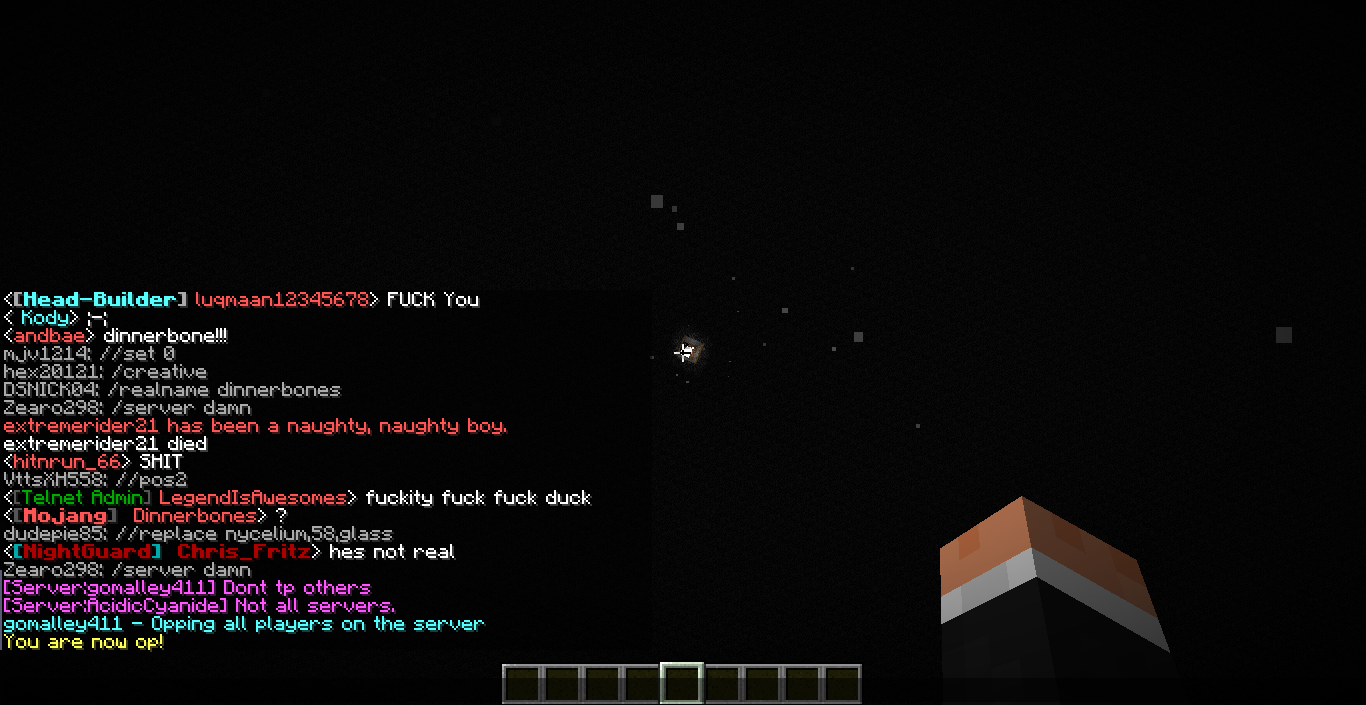 <[Head-Builder] luqmaan12345678> FUCK You
< Kody> ;-;
<andbae> dinnerbone!!!
mjv1214: //set 0
hex20121: /creative
DSNICK04: /realname dinnerbones
Zearo298: /server damn
extremerider21 has been a naughty, naughty boy.
extremerider21 died
<hitnrun_66> SHIT
VttsXH558: //pos2
<[Telnet Admin] LegendIsAwesomes> fuckity fuck fuck duck
<[Mojang] Dinnerbones> ?
dudepie85: //replace nycelium,58,glass
<[NightGuard] Chris_Fritz> hes not real
Zearo298: /server damn
[Server:gomalley411] Dont tp others
[Server:AcidicCyanide] Not all servers.
gomalley411 - Opping all players on the server
You are now op!